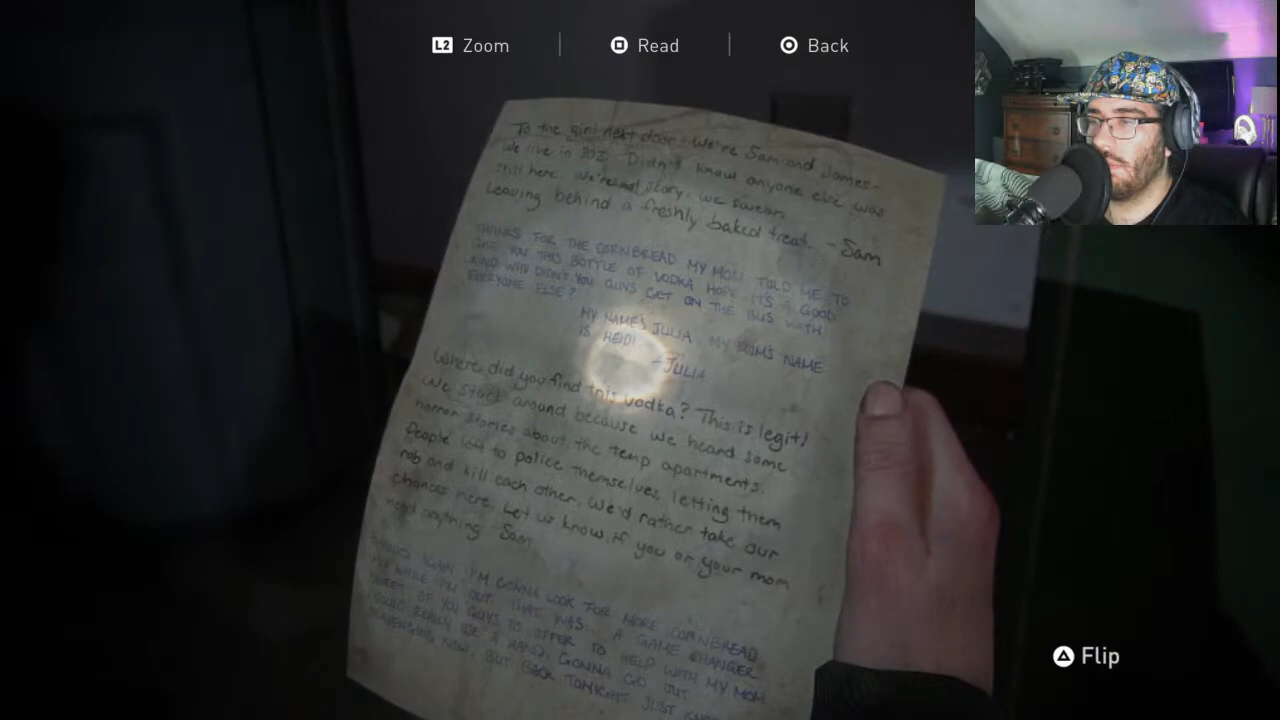 L2 Zoom | Read | Back
To the girl next door - we're Sam and James -
we live in 302. Didn't know anyone else was
still here. We're not scary, we swear.
Leaving behind a freshly baked treat. - Sam
THANKS FOR THE CORNBREAD MY MOM TOLD ME TO
GIVE YOU THIS BOTTLE OF VODKA HOPE IT'S A GOOD
KIND WHY DIDN'T YOU GUYS GET ON THE BUS WITH
EVERYONE ELSE?
MY NAME'S JULIA MY MOM'S NAME
IS HEIDI
- JULIA
Where did you find this vodka? This is legit!
We stuck around because we heard some
horror stories about the temp apartments.
People left to police themselves, letting them
rob and kill each other. We'd rather take our
chances here. Let us know if you or your mom
need anything Sam
I'M GONNA LOOK FOR MORE CORNBREAD
WHILE I'M OUT. THAT WAS A GAME CHANGER
SWEET OF YOU GUYS TO OFFER TO HELP WITH MY MOM
COULD REALLY USE A HAND. GONNA GO OUT
SCAVENGING NOW, BUT BACK TONIGHT. JUST
Flip